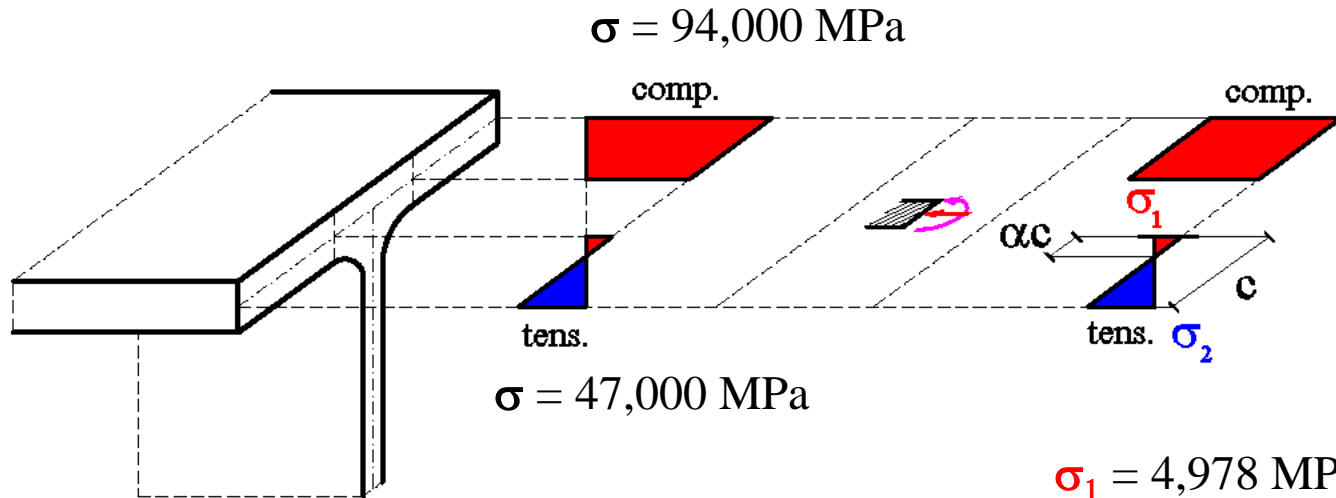 σ = 94,000 MPa
comp.
comp.
σ₁
αc
c
tens.
tens.
σ₂
σ = 47,000 MPa
σ₁ = 4,978 MP